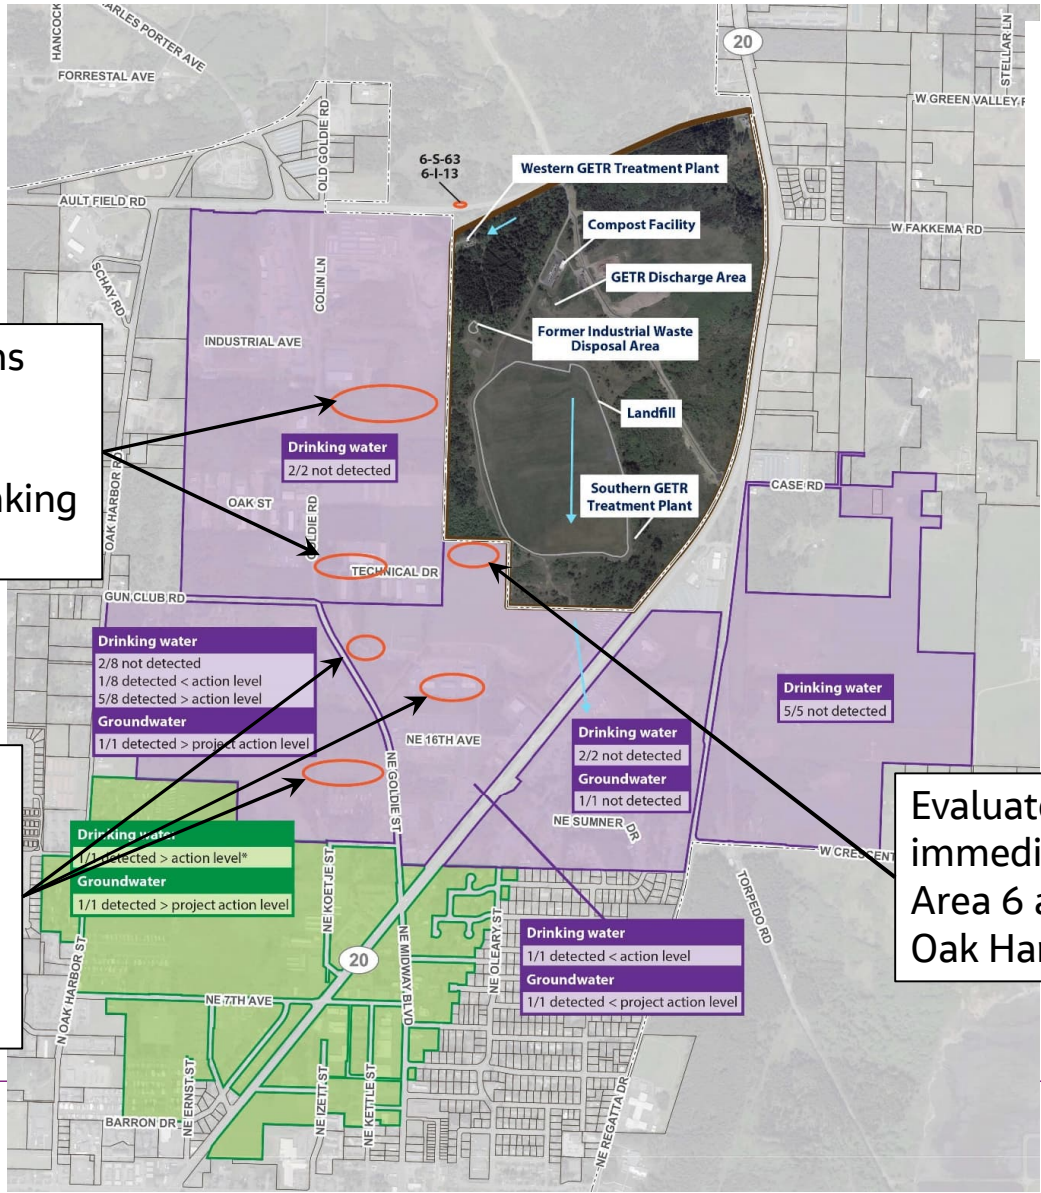 HANCOCK
CHARLES PORTER AVE
FORRESTAL AVE
20
STELLAR LN
W GREEN VALLEY
OLD GOLDIE RD
6-S-63
6-I-13
Western GETR Treatment Plant
AULT FIELD RD
Compost Facility
W FAKKEMA RD
SCHAY RD
COLIN LN
GETR Discharge Area
INDUSTRIAL AVE
Former Industrial Waste
Disposal Area
Landfill
Drinking water
2/2 not detected
OAK HARBOR RD
OAK ST
GOLDIE RD
Southern GETR
Treatment Plant
CASE RD
TECHNICAL DR
GUN CLUB RD
Drinking water
2/8 not detected
1/8 detected < action level
5/8 detected > action level
Groundwater
1/1 detected > project action level
Drinking water
5/5 not detected
NE 16TH AVE
Drinking water
2/2 not detected
Groundwater
1/1 not detected
NE GOLDIE ST
NE SUMNER DR
Drinking water
1/1 detected > action level*
Groundwater
1/1 detected > project action level
W CRESCENT
Oak Har
Area 6
NE KOETJE ST
NE OLEARY ST
TORPEDO RD
Drinking water
1/1 detected < action level
Groundwater
1/1 detected < project action level
N OAK HARBOR ST
20
NE MIDWAY BLVD
NE 7TH AVE
NE ERNST ST
NE IZETT ST
NE KETTLE ST
BARRON DR
NE REGATTA DR